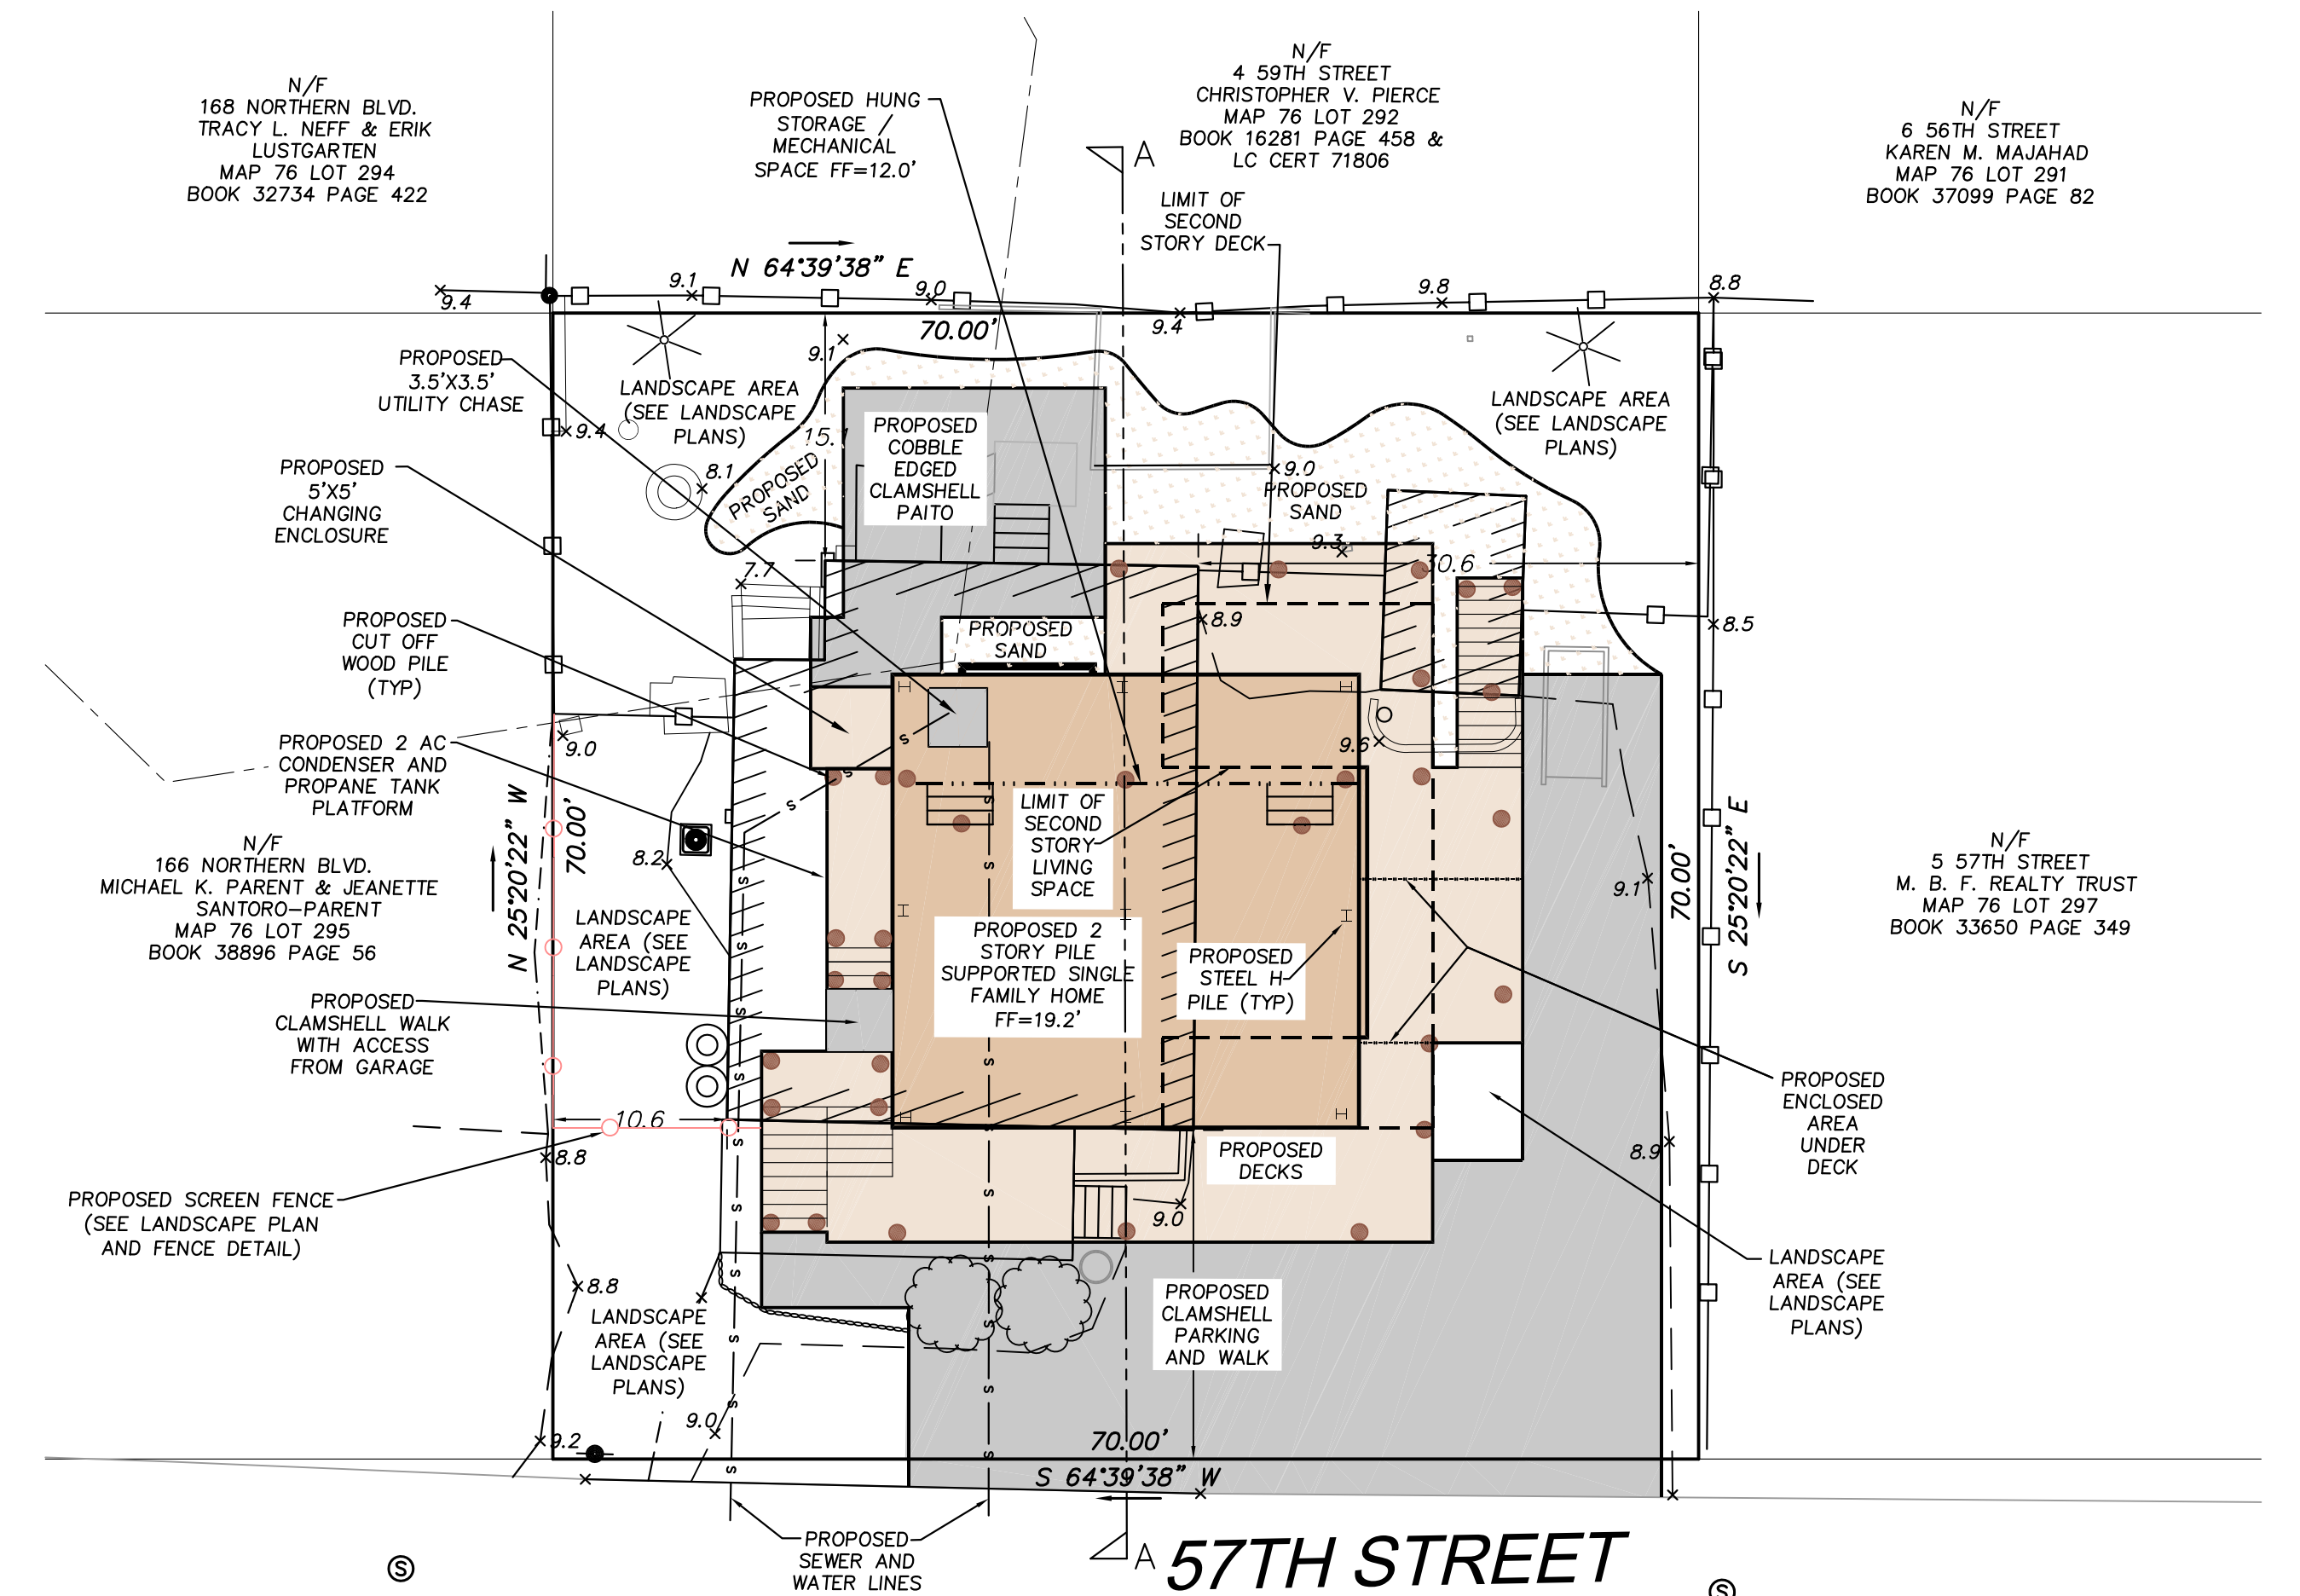 N/F
168 NORTHERN BLVD.
TRACY L. NEFF & ERIK
LUSTGARTEN
MAP 76 LOT 294
BOOK 32734 PAGE 422
PROPOSED HUNG
STORAGE /
MECHANICAL
SPACE FF=12.0'
N/F
4 59TH STREET
CHRISTOPHER V. PIERCE
MAP 76 LOT 292
BOOK 16281 PAGE 458 &
LC CERT 71806
N/F
6 56TH STREET
KAREN M. MAJAHAD
MAP 76 LOT 291
BOOK 37099 PAGE 82
A
LIMIT OF
SECOND
STORY DECK
N 64°39'38" E
9.4
9.1
9.0
9.4
9.8
8.8
70.00'
9.1
PROPOSED
3.5'X3.5'
UTILITY CHASE
LANDSCAPE AREA
(SEE LANDSCAPE
PLANS)
LANDSCAPE AREA
(SEE LANDSCAPE
PLANS)
9.4
15.1
8.1
PROPOSED
SAND
PROPOSED
COBBLE
EDGED
CLAMSHELL
PAITO
9.0
PROPOSED
SAND
9.3
30.6
PROPOSED
5'X5'
CHANGING
ENCLOSURE
7.7
PROPOSED
SAND
8.9
8.5
PROPOSED
CUT OFF
WOOD PILE
(TYP)
9.0
9.6
PROPOSED 2 AC
CONDENSER AND
PROPANE TANK
PLATFORM
N 25°20'22" W
70.00'
LIMIT OF
SECOND
STORY
LIVING
SPACE
70.00'
S 25°20'22" E
8.2
9.1
N/F
166 NORTHERN BLVD.
MICHAEL K. PARENT & JEANETTE
SANTORO-PARENT
MAP 76 LOT 295
BOOK 38896 PAGE 56
N/F
5 57TH STREET
M. B. F. REALTY TRUST
MAP 76 LOT 297
BOOK 33650 PAGE 349
LANDSCAPE
AREA (SEE
LANDSCAPE
PLANS)
PROPOSED 2
STORY PILE
SUPPORTED SINGLE
FAMILY HOME
FF=19.2'
PROPOSED
STEEL H
PILE (TYP)
PROPOSED
CLAMSHELL WALK
WITH ACCESS
FROM GARAGE
PROPOSED
ENCLOSED
AREA
UNDER
DECK
10.6
8.8
PROPOSED
DECKS
8.9
PROPOSED SCREEN FENCE
(SEE LANDSCAPE PLAN
AND FENCE DETAIL)
9.0
8.8
LANDSCAPE
AREA (SEE
LANDSCAPE
PLANS)
PROPOSED
CLAMSHELL
PARKING
AND WALK
LANDSCAPE
AREA (SEE
LANDSCAPE
PLANS)
9.0
9.2
70.00'
S 64°39'38" W
PROPOSED
SEWER AND
WATER LINES
A
57TH STREET
S
S